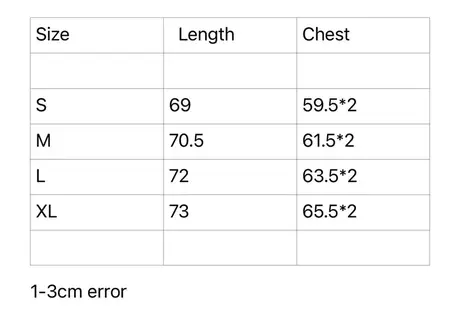 Size Length Chest
S 69 59.5*2
M 70.5 61.5*2
L 72 63.5*2
XL 73 65.5*2
1-3cm error